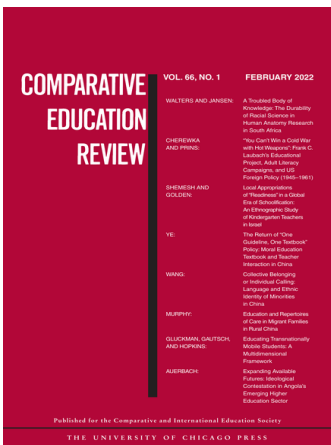 COMPARATIVE
EDUCATION
REVIEW
VOL. 66, NO. 1 FEBRUARY 2022
WALTERS AND JANSEN: A Troubled Body of
Knowledge: The Durability
of Racial Science in
Human Anatomy Research
in South Africa
CHEREWKA
AND PRINS: "You Can't Win a Cold War
with Hot Weapons": Frank C.
Laubach's Educational
Project, Adult Literacy
Campaigns, and US
Foreign Policy (1945–1961)
SHEMESH AND
GOLDEN: Local Appropriations
of "Readiness" in a Global
Era of Schoolification:
An Ethnographic Study
of Kindergarten Teachers
in Israel
YE: The Return of "One
Guideline, One Textbook"
Policy: Moral Education
Textbook and Teacher
Interaction in China
WANG: Collective Belonging
or Individual Calling:
Language and Ethnic
Identity of Minorities
in China
MURPHY: Education and Repertoires
of Care in Migrant Families
in Rural China
GLUCKMAN, GAUTSCH,
AND HOPKINS: Educating Transnationally
Mobile Students: A
Multidimensional
Framework
AUERBACH: Expanding Available
Futures: Ideological
Contestation in Angola's
Emerging Higher
Education Sector
Published for the Comparative and International Education Society
THE UNIVERSITY OF CHICAGO PRESS